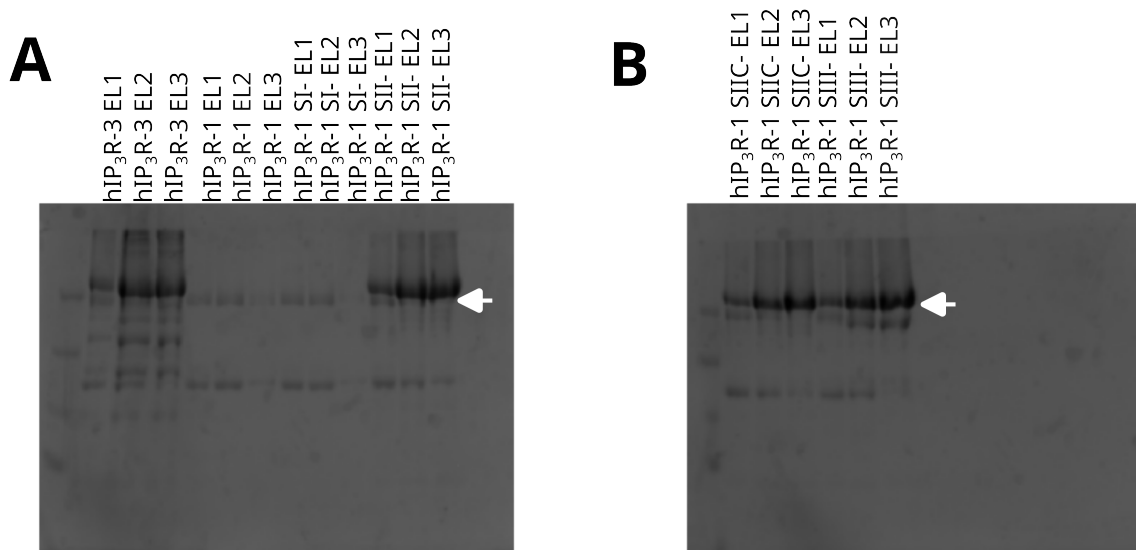 A
hIP₃R-3 EL1
hIP₃R-3 EL2
hIP₃R-3 EL3
hIP₃R-1 EL1
hIP₃R-1 EL2
hIP₃R-1 EL3
hIP₃R-1 SI- EL1
hIP₃R-1 SI- EL2
hIP₃R-1 SI- EL3
hIP₃R-1 SII- EL1
hIP₃R-1 SII- EL2
hIP₃R-1 SII- EL3
B
hIP₃R-1 SIIC- EL1
hIP₃R-1 SIIC- EL2
hIP₃R-1 SIIC- EL3
hIP₃R-1 SIII- EL1
hIP₃R-1 SIII- EL2
hIP₃R-1 SIII- EL3